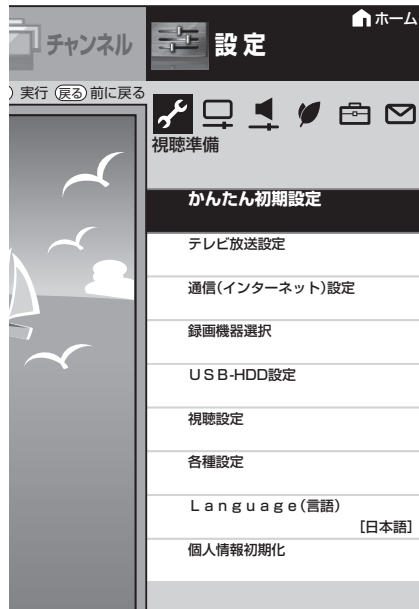 ホーム
チャンネル
設定
) 実行 戻る 前に戻る
視聴準備
かんたん初期設定
テレビ放送設定
通信(インターネット)設定
録画機器選択
USB-HDD設定
視聴設定
各種設定
Language(言語)
[日本語]
個人情報初期化